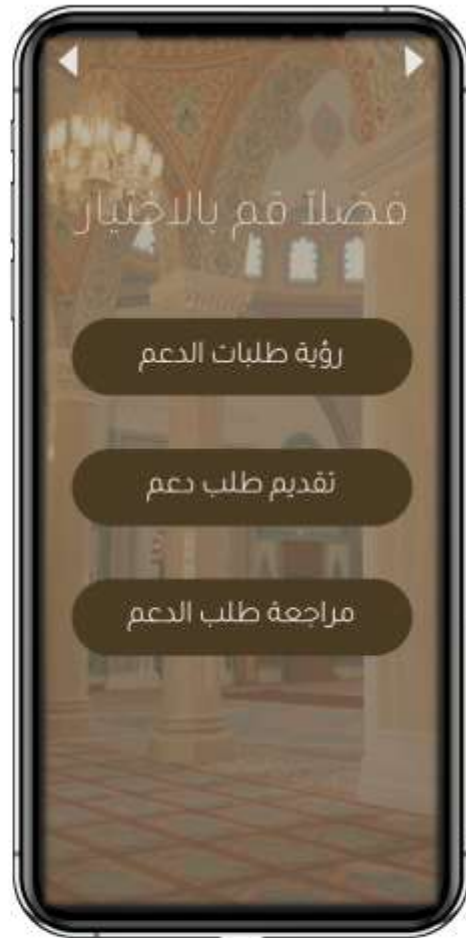 فضلاً قم بالاختيار
رؤية طلبات الدعم
تقديم طلب دعم
مراجعة طلب الدعم